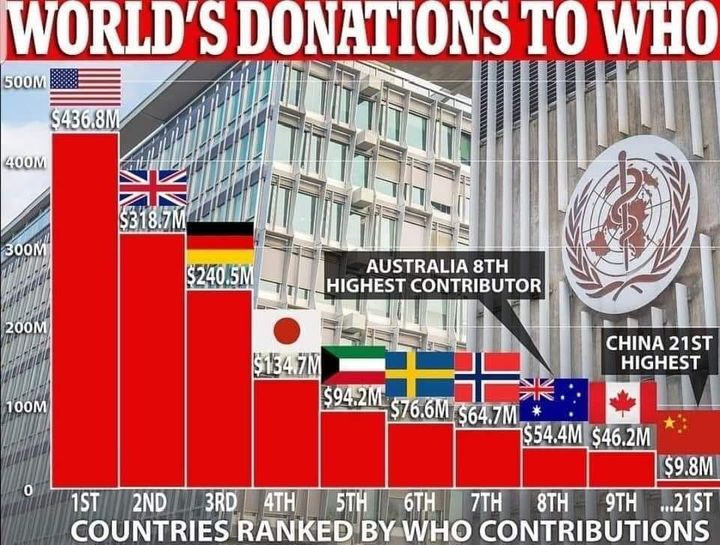 WORLD'S DONATIONS TO WHO
500M
$436.8M
400M
$318.7M
300M
$240.5M
AUSTRALIA 8TH
HIGHEST CONTRIBUTOR
200M
$134.7M
CHINA 21ST
HIGHEST
$94.2M
$76.6M
$64.7M
100M
$54.4M
$46.2M
$9.8M
0
1ST 2ND 3RD 4TH 5TH 6TH 7TH 8TH 9TH ...21ST
COUNTRIES RANKED BY WHO CONTRIBUTIONS